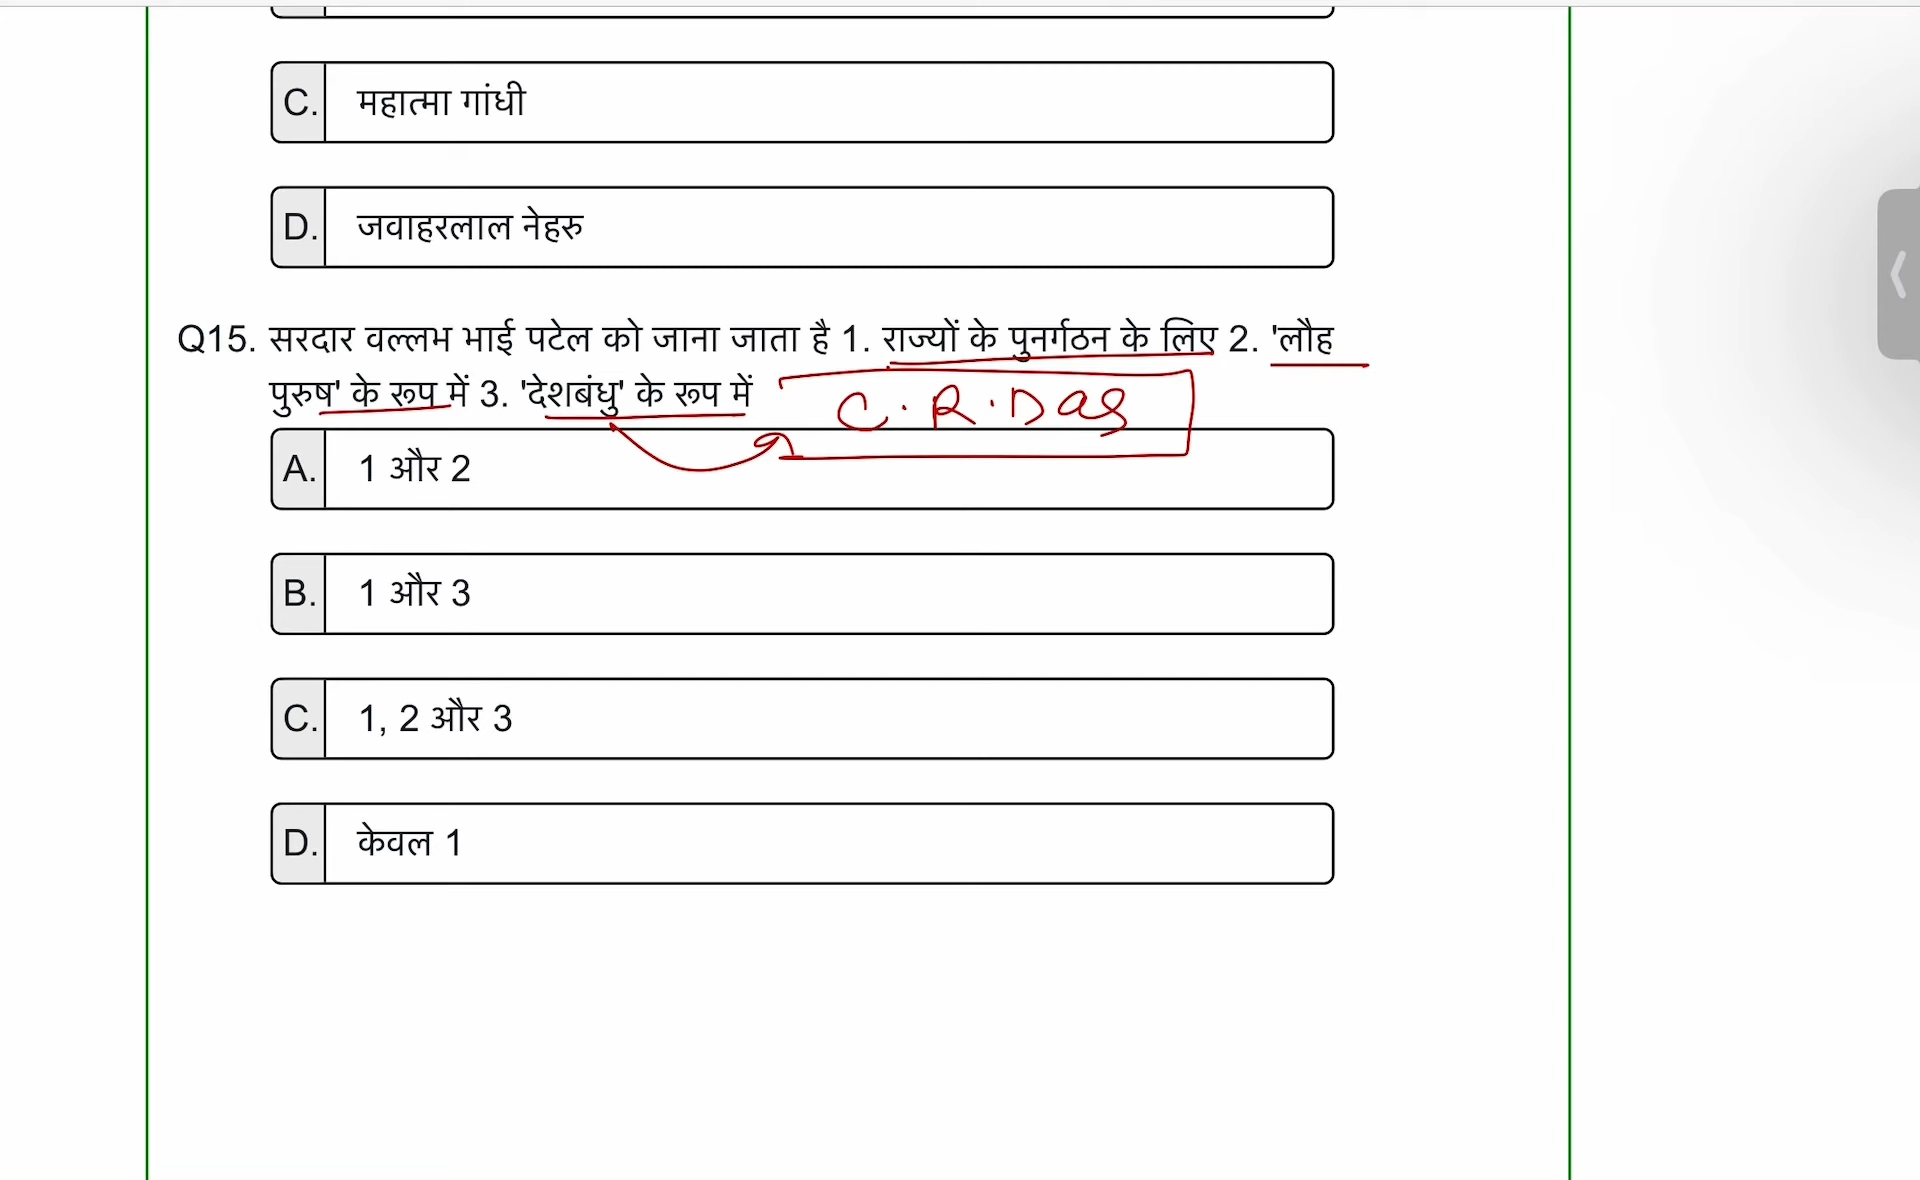 C. महात्मा गांधी
D. जवाहरलाल नेहरु
Q15. सरदार वल्लभ भाई पटेल को जाना जाता है 1. राज्यों के पुनर्गठन के लिए 2. 'लौह
पुरुष' के रूप में 3. 'देशबंधु' के रूप में
C. R. Das
A. 1 और 2
B. 1 और 3
C. 1, 2 और 3
D. केवल 1